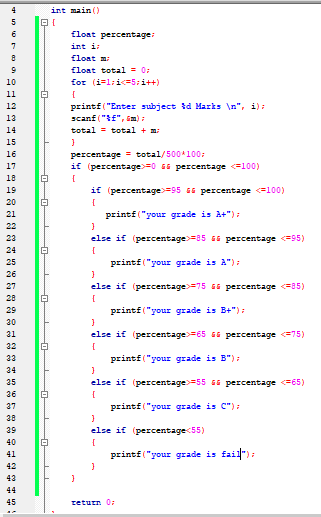 4 int main()
5 {
6 float percentage;
7 int i;
8 float m;
9 float total = 0;
10 for (i=1;i<=5;i++)
11 {
12 printf("Enter subject %d Marks \n", i);
13 scanf("%f",&m);
14 total = total + m;
15 }
16 percentage = total/500*100;
17 if (percentage>=0 && percentage <=100)
18 {
19 if (percentage>=95 && percentage <=100)
20 {
21 printf("your grade is A+");
22 }
23 else if (percentage>=85 && percentage <=95)
24 {
25 printf("your grade is A");
26 }
27 else if (percentage>=75 && percentage <=85)
28 {
29 printf("your grade is B+");
30 }
31 else if (percentage>=65 && percentage <=75)
32 {
33 printf("your grade is B");
34 }
35 else if (percentage>=55 && percentage <=65)
36 {
37 printf("your grade is C");
38 }
39 else if (percentage<55)
40 {
41 printf("your grade is fail");
42 }
43 }
44
45 return 0;